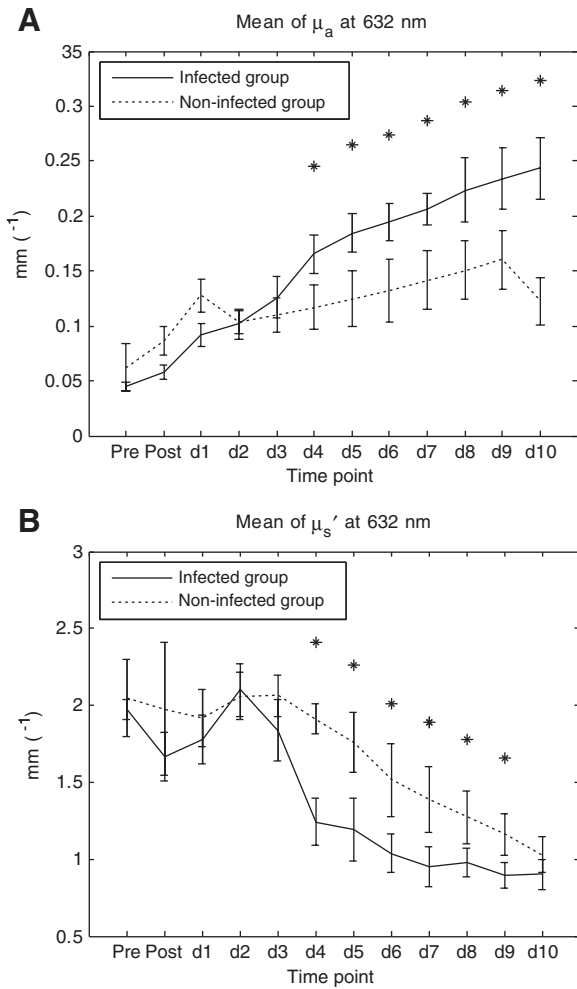 A
Mean of μa at 632 nm
Infected group
Non-infected group
0.35
0.3
0.25
0.2
0.15
0.1
0.05
0
mm (-1)
Pre Post d1 d2 d3 d4 d5 d6 d7 d8 d9 d10
Time point
B
Mean of μs′ at 632 nm
Infected group
Non-infected group
3
2.5
2
1.5
1
0.5
mm (-1)
Pre Post d1 d2 d3 d4 d5 d6 d7 d8 d9 d10
Time point